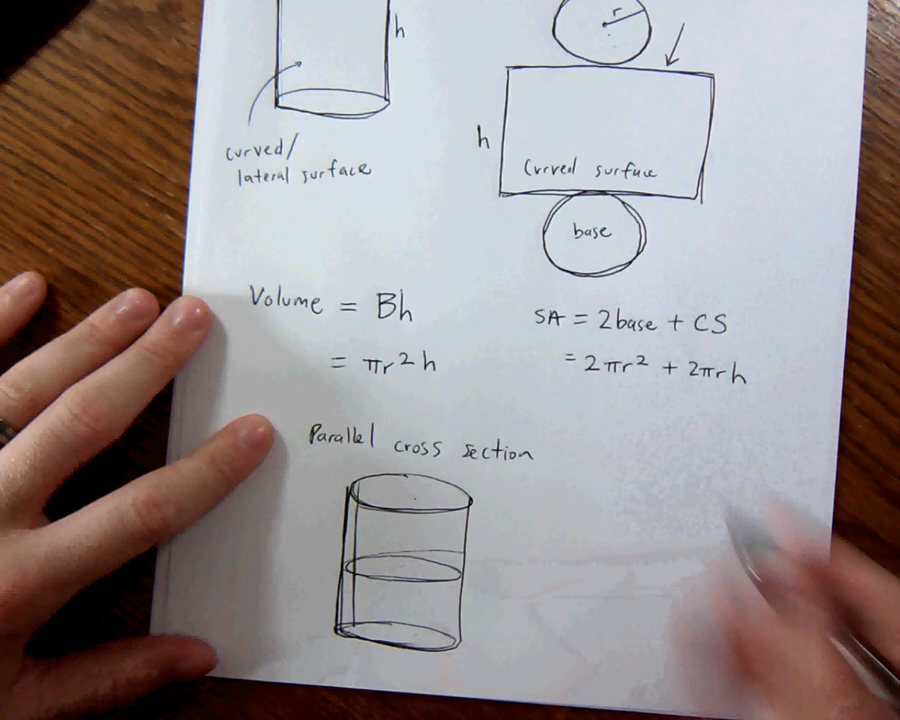 h
r
curved/
lateral surface
h
Curved surface
base
Volume = Bh
= πr²h
SA = 2base + CS
= 2πr² + 2πrh
Parallel cross section